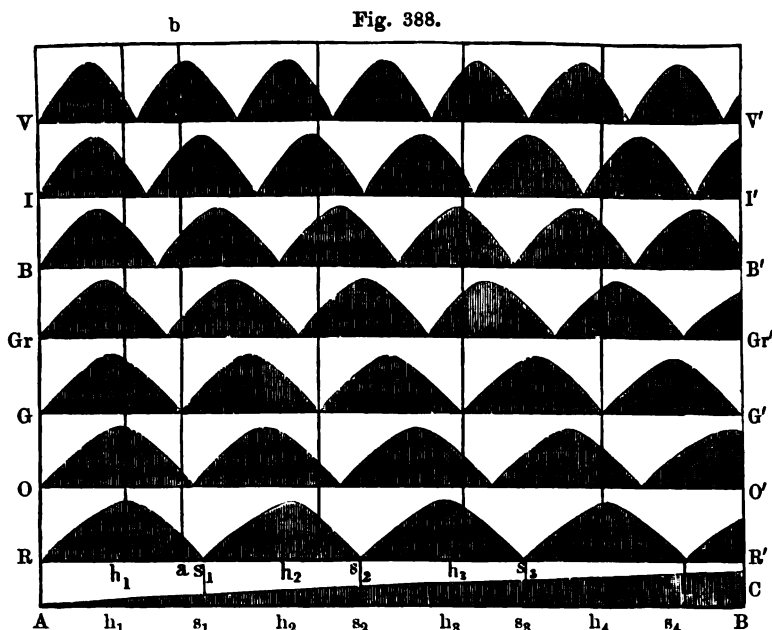 Fig. 388.
b
V V′
I I′
B B′
Gr Gr′
G G′
O O′
R R′
h₁ a s₁ h₂ s₂ h₃ s₃
C
A h₁ s₁ h₂ s₂ h₃ s₃ h₄ s₄ B